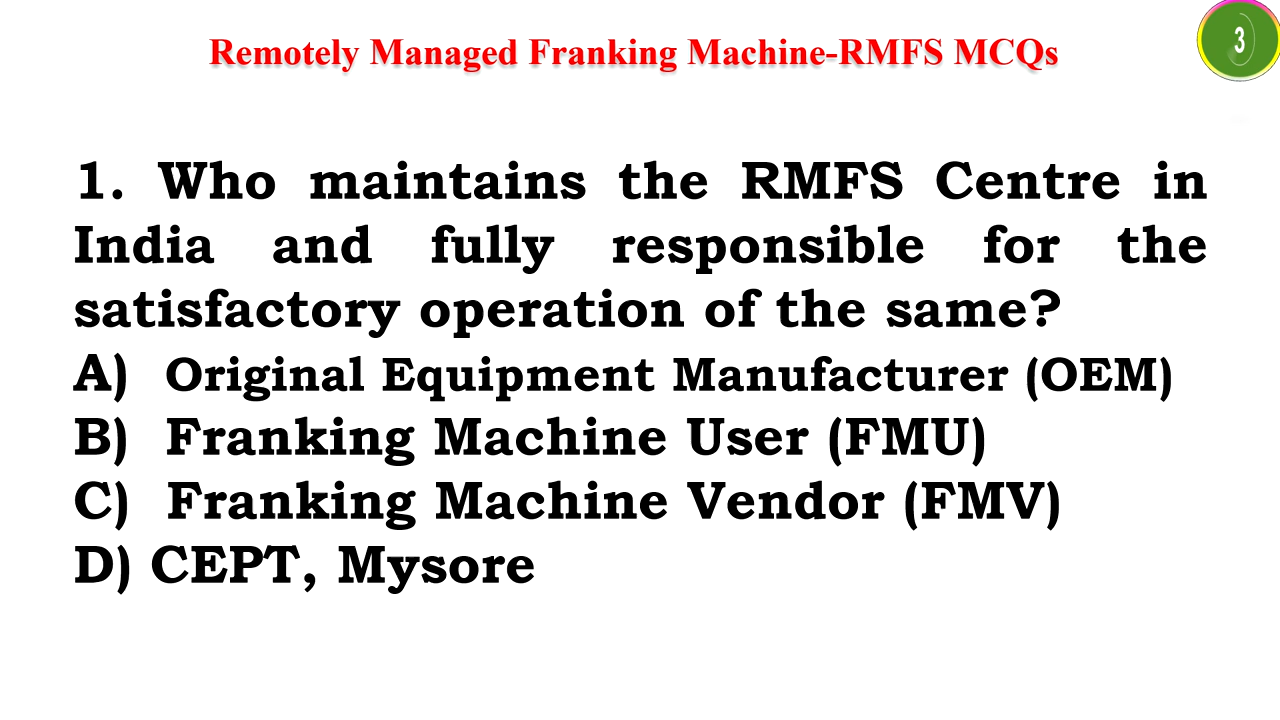 Remotely Managed Franking Machine-RMFS MCQs
3
1. Who maintains the RMFS Centre in
India and fully responsible for the
satisfactory operation of the same?
A) Original Equipment Manufacturer (OEM)
B) Franking Machine User (FMU)
C) Franking Machine Vendor (FMV)
D) CEPT, Mysore